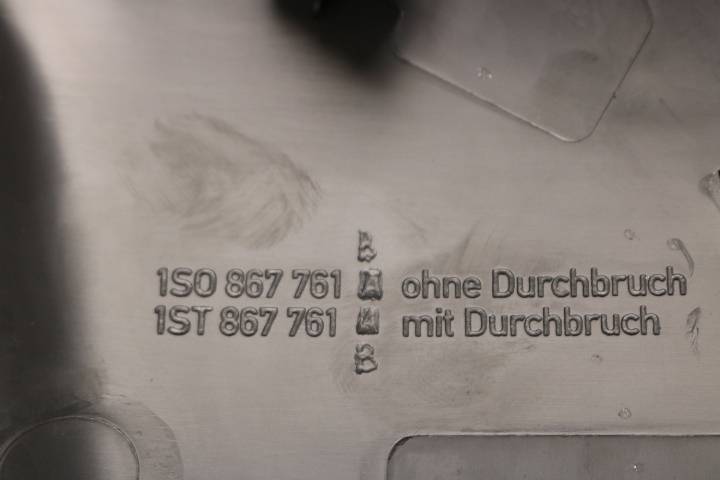 B
1S0 867 761 A ohne Durchbruch
1ST 867 761 A mit Durchbruch
B